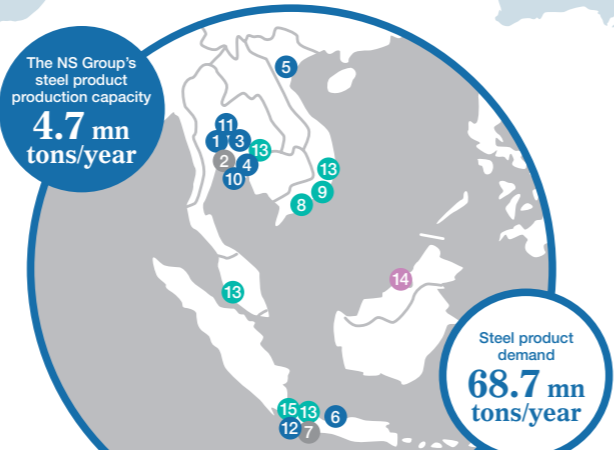 The NS Group's
steel product
production capacity
4.7 mn
tons/year
5
11
1 3 13
2 4
10
13
9
8
13
14
Steel product
demand
68.7 mn
tons/year
15 13 6
12 7